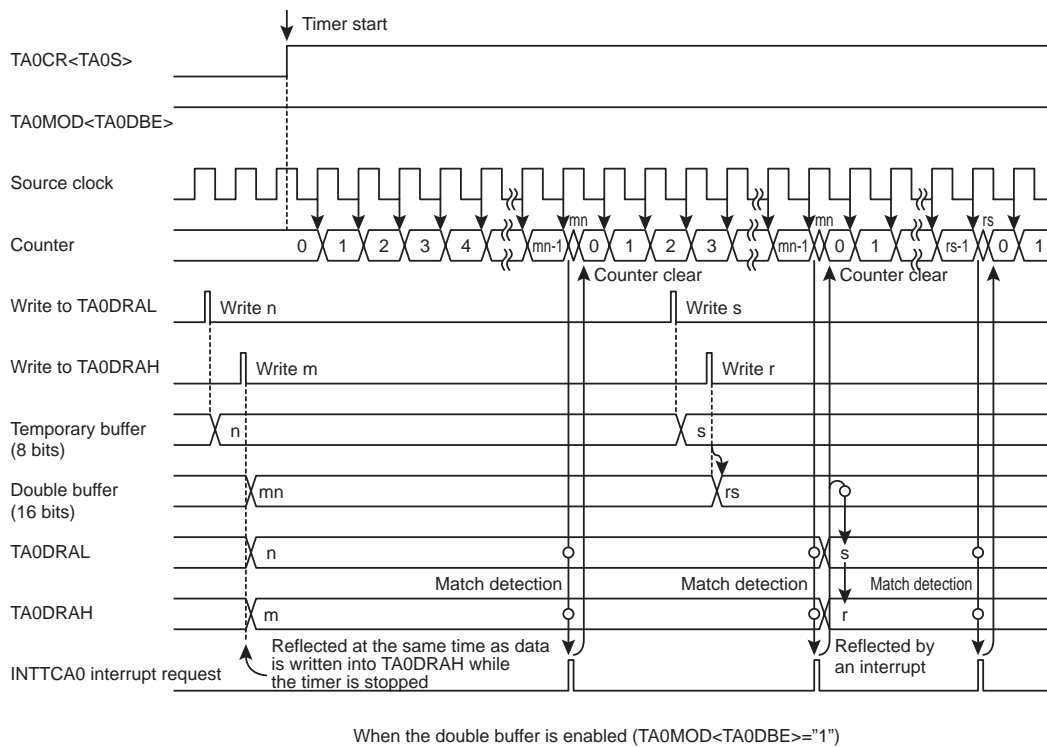 Timer start
TA0CR<TA0S>
TA0MOD<TA0DBE>
Source clock
mn mn rs
Counter 0 1 2 3 4 mn-1 0 1 2 3 mn-1 0 1 rs-1 0 1
Counter clear Counter clear
Write to TA0DRAL Write n Write s
Write to TA0DRAH Write m Write r
Temporary buffer n s
(8 bits)
Double buffer mn rs
(16 bits)
TA0DRAL n s
Match detection Match detection Match detection
TA0DRAH m r
Reflected at the same time as data
is written into TA0DRAH while
the timer is stopped
Reflected by
an interrupt
INTTCA0 interrupt request
When the double buffer is enabled (TA0MOD<TA0DBE>=”1”)